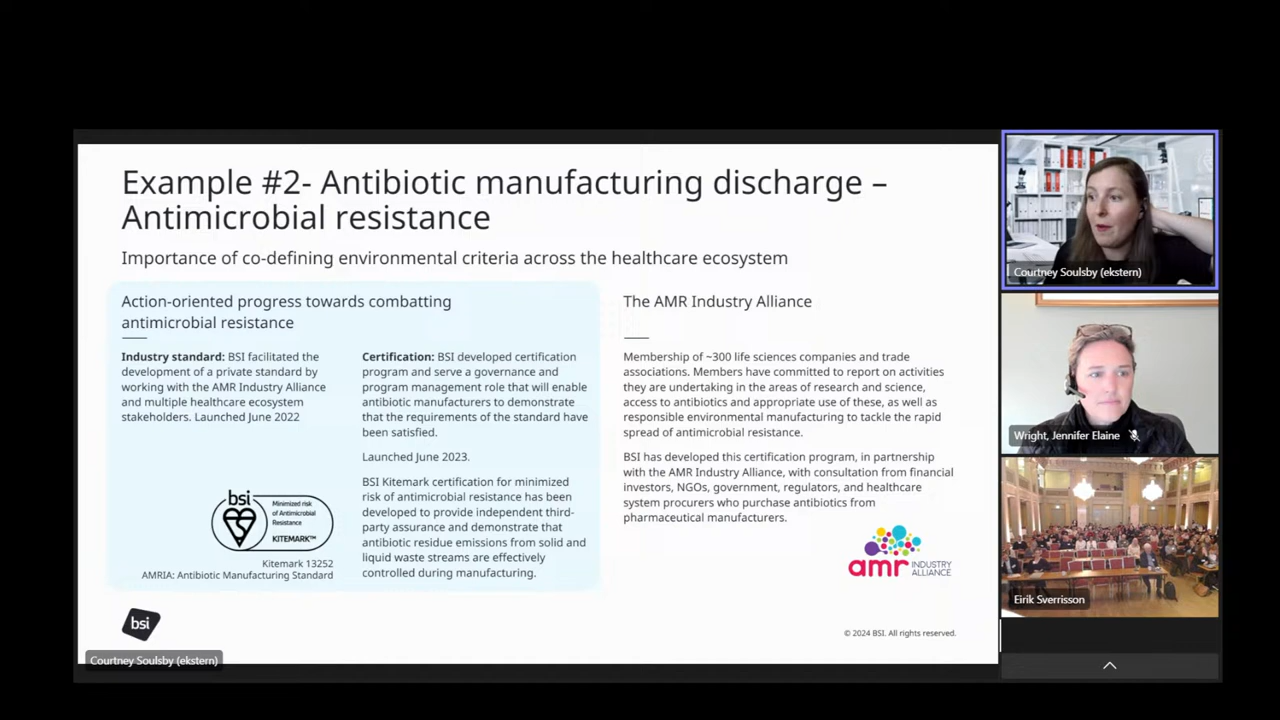 Example #2- Antibiotic manufacturing discharge –
Antimicrobial resistance
Importance of co-defining environmental criteria across the healthcare ecosystem
Action-oriented progress towards combatting
antimicrobial resistance
Industry standard: BSI facilitated the
development of a private standard by
working with the AMR Industry Alliance
and multiple healthcare ecosystem
stakeholders. Launched June 2022
bsi
Minimized risk
of Antimicrobial
Resistance
KITEMARK™
Kitemark 13252
AMRIA: Antibiotic Manufacturing Standard
Certification: BSI developed certification
program and serve a governance and
program management role that will enable
antibiotic manufacturers to demonstrate
that the requirements of the standard have
been satisfied.
Launched June 2023.
BSI Kitemark certification for minimized
risk of antimicrobial resistance has been
developed to provide independent third-
party assurance and demonstrate that
antibiotic residue emissions from solid and
liquid waste streams are effectively
controlled during manufacturing.
The AMR Industry Alliance
Membership of ~300 life sciences companies and trade
associations. Members have committed to report on activities
they are undertaking in the areas of research and science,
access to antibiotics and appropriate use of these, as well as
responsible environmental manufacturing to tackle the rapid
spread of antimicrobial resistance.
BSI has developed this certification program, in partnership
with the AMR Industry Alliance, with consultation from financial
investors, NGOs, government, regulators, and healthcare
system procurers who purchase antibiotics from
pharmaceutical manufacturers.
amr INDUSTRY
ALLIANCE
bsi
© 2024 BSI. All rights reserved.
Courtney Soulsby (ekstern)
Courtney Soulsby (ekstern)
Wright, Jennifer Elaine
Eirik Sverrisson